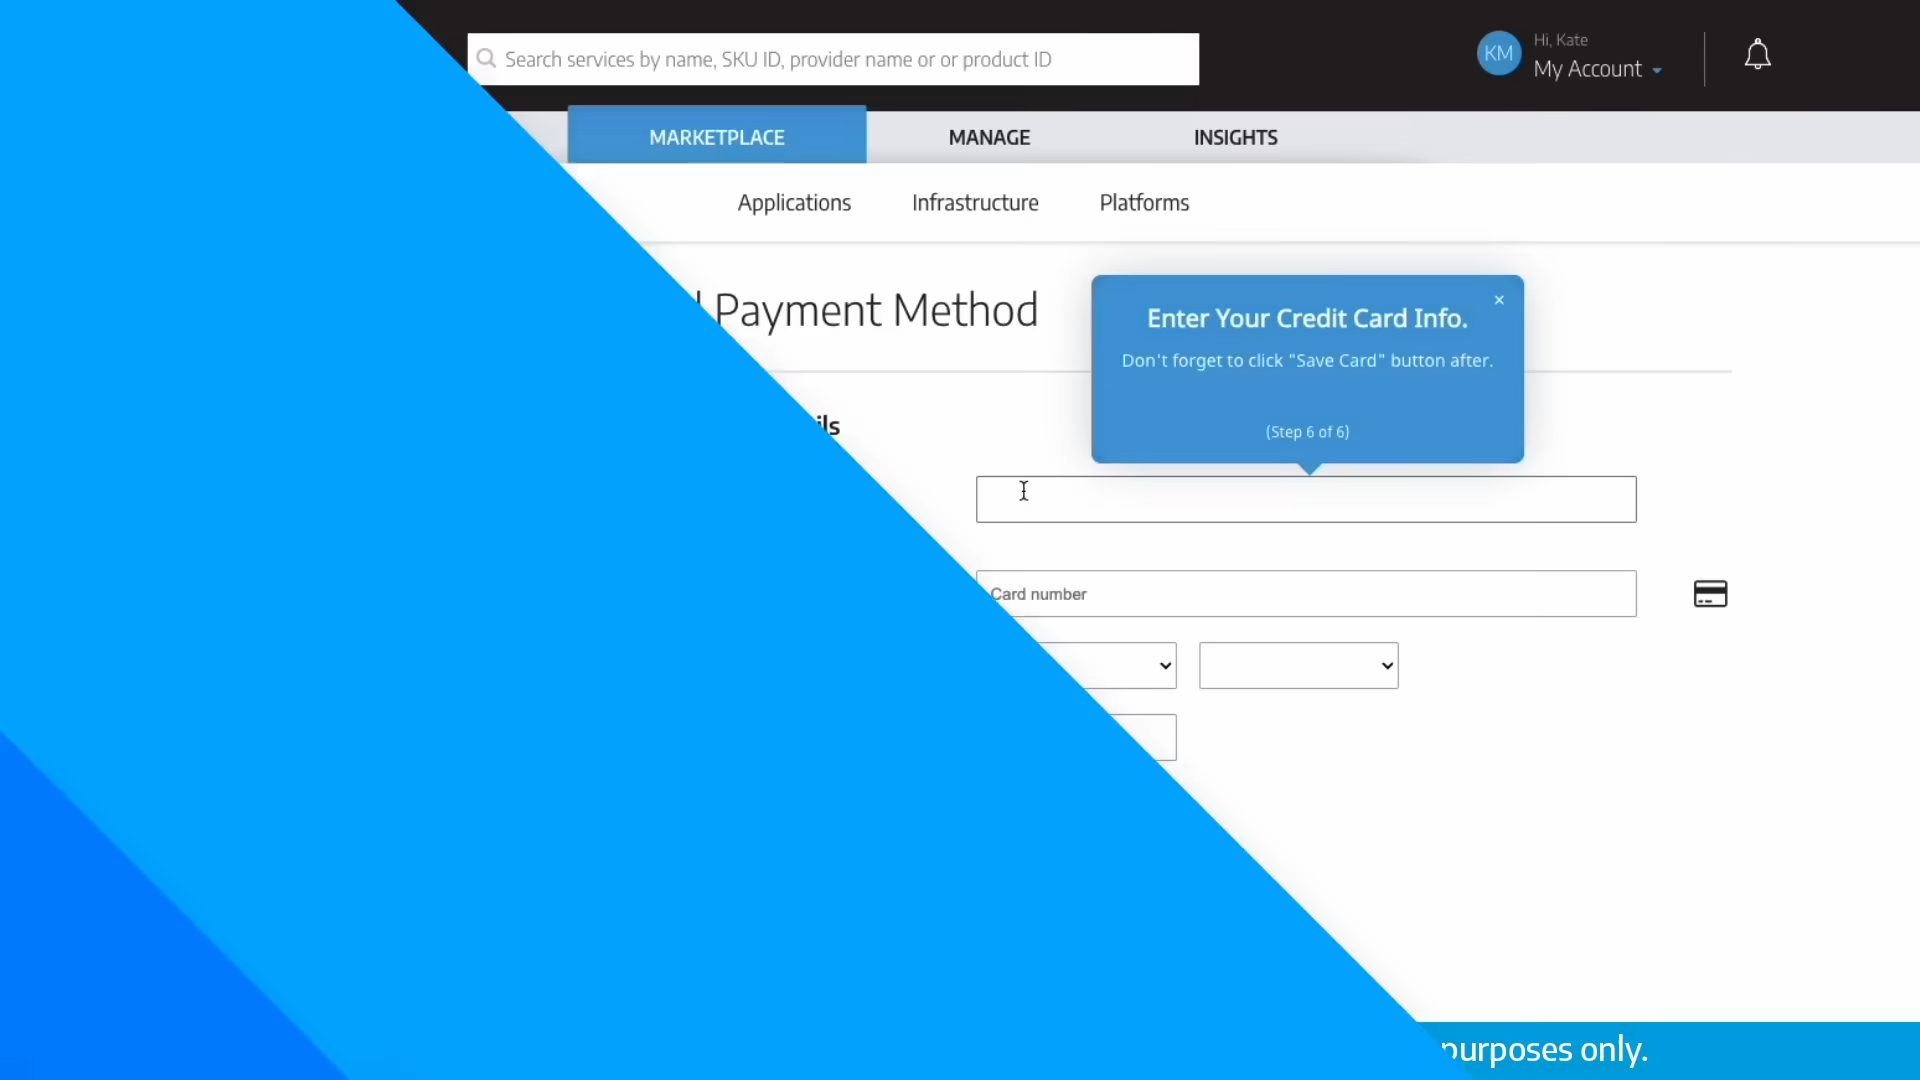 Search services by name, SKU ID, provider name or or product ID
KM
Hi, Kate
My Account
MARKETPLACE
MANAGE
INSIGHTS
Applications
Infrastructure
Platforms
Payment Method
Enter Your Credit Card Info.
×
Don't forget to click "Save Card" button after.
(Step 6 of 6)
ils
Card number
purposes only.